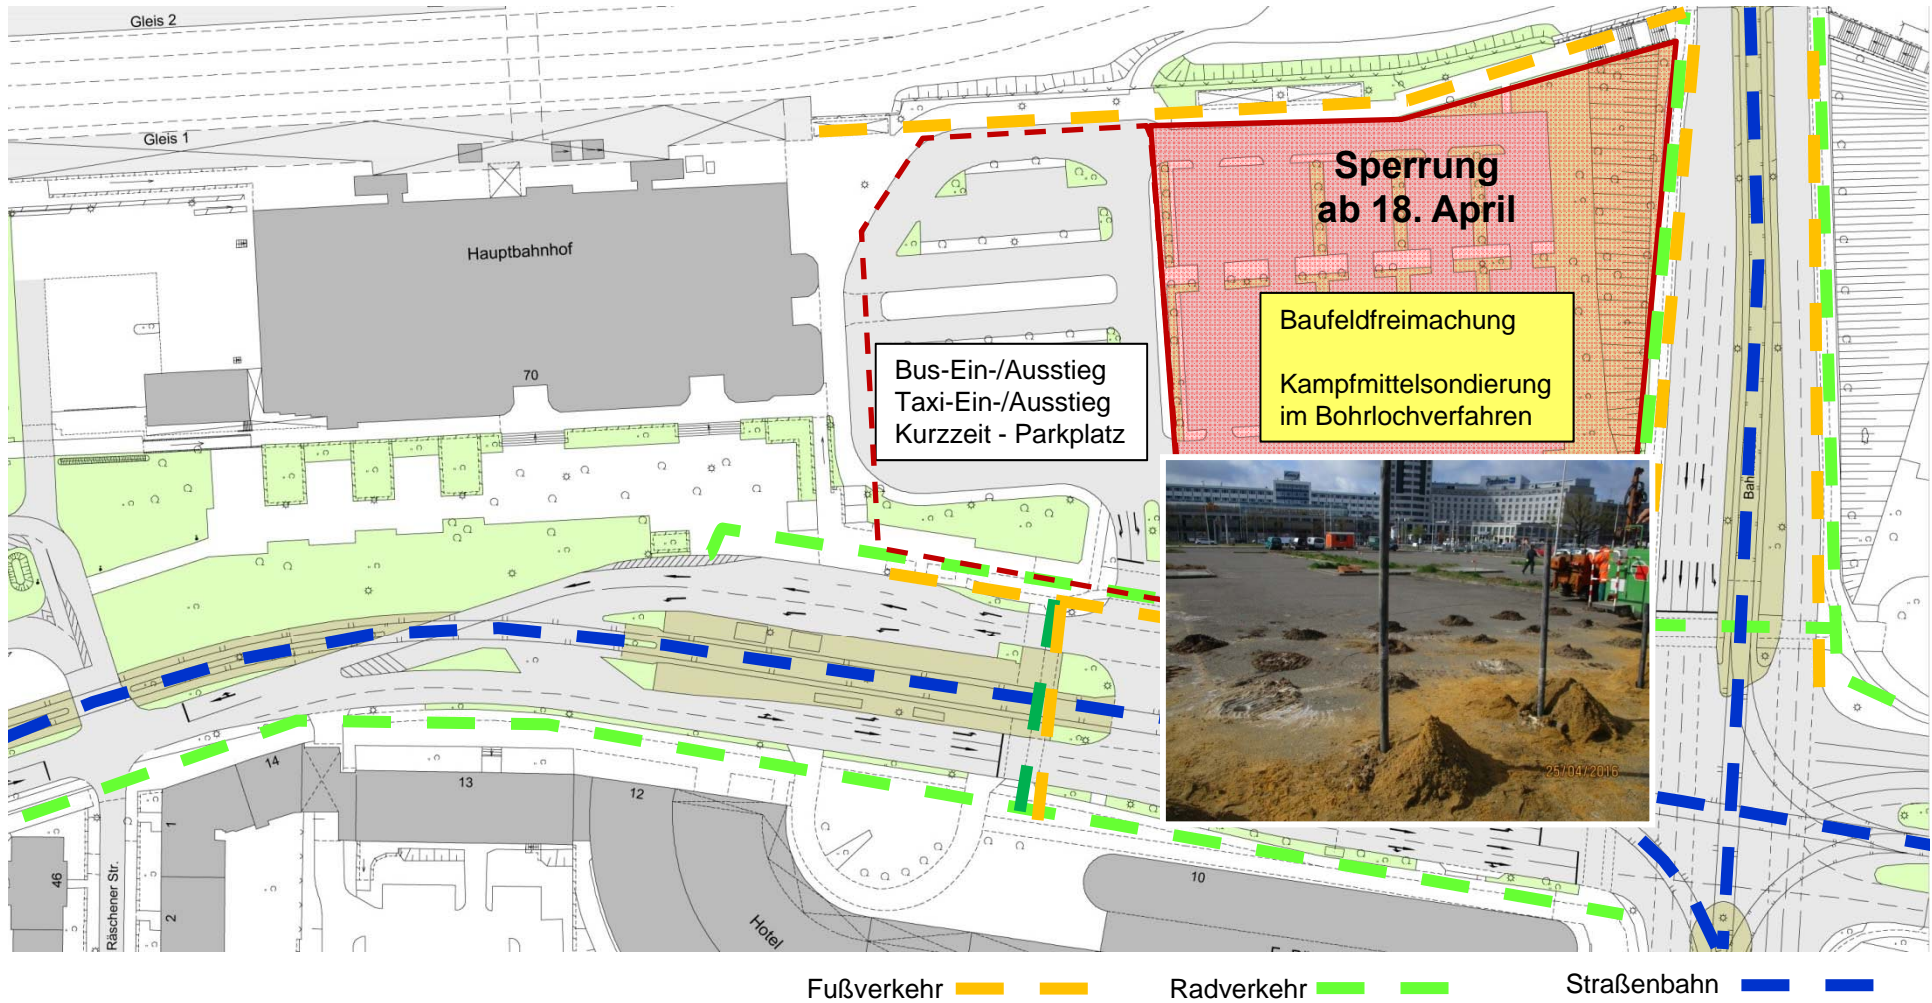 Gleis 2
Gleis 1
Hauptbahnhof
70
Sperrung
ab 18. April
Baufeldfreimachung
Kampfmittelsondierung
im Bohrlochverfahren
Bus-Ein-/Ausstieg
Taxi-Ein-/Ausstieg
Kurzzeit - Parkplatz
25/04/2016
14
13
12
1
2
46
Räschener Str.
Hotel
10
Fußverkehr
Radverkehr
Straßenbahn